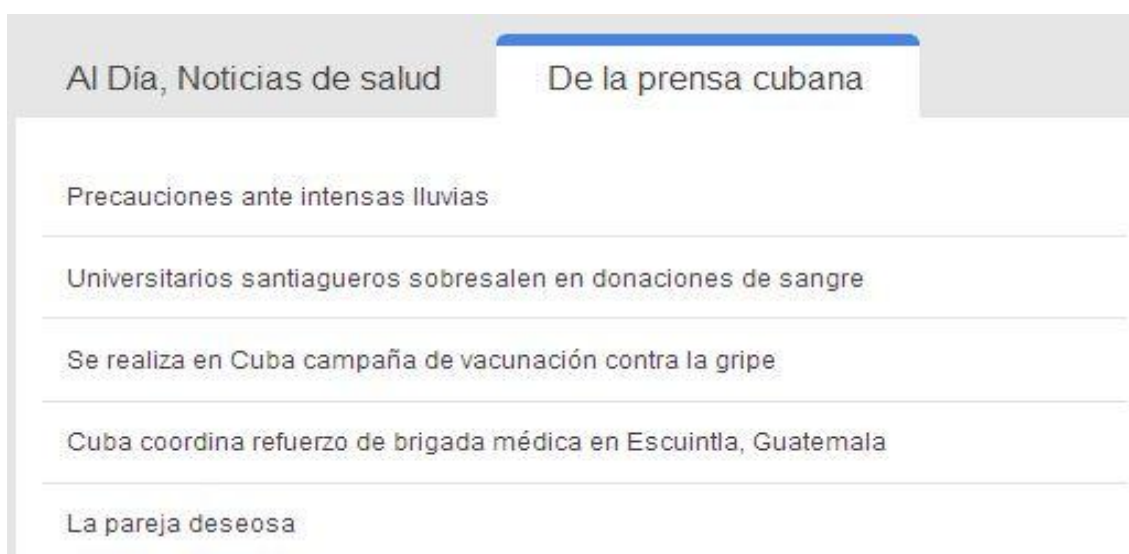 Al Día, Noticias de salud
De la prensa cubana
Precauciones ante intensas lluvias
Universitarios santiagueros sobresalen en donaciones de sangre
Se realiza en Cuba campaña de vacunación contra la gripe
Cuba coordina refuerzo de brigada médica en Escuintla, Guatemala
La pareja deseosa